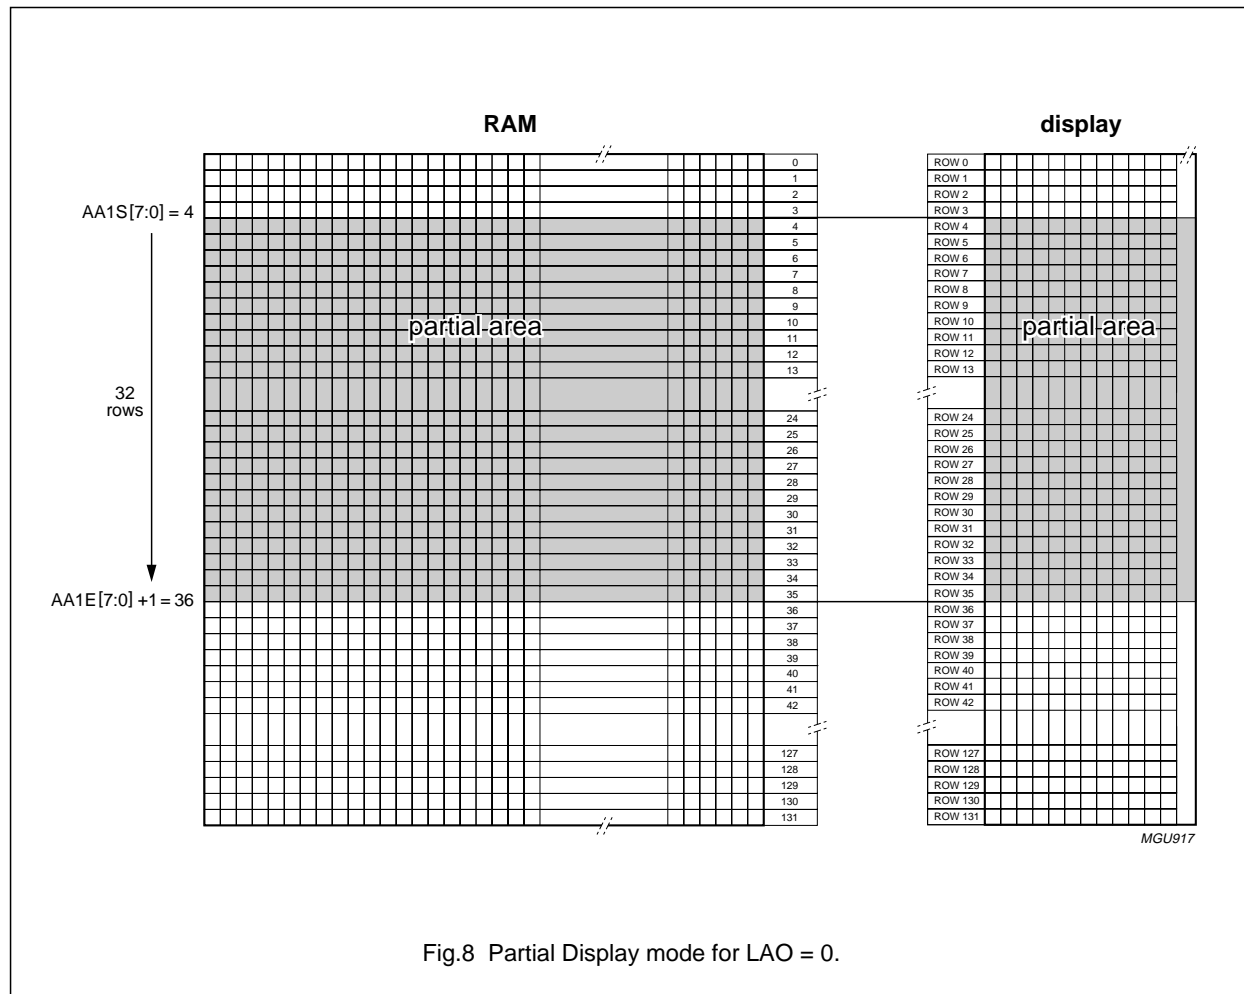 RAM display
0 ROW 0
1 ROW 1
2 ROW 2
AA1S[7:0] = 4 3 ROW 3
4 ROW 4
5 ROW 5
6 ROW 6
7 ROW 7
8 ROW 8
9 ROW 9
partial area 10 ROW 10 partial area
11 ROW 11
12 ROW 12
13 ROW 13
32
rows
24 ROW 24
25 ROW 25
26 ROW 26
27 ROW 27
28 ROW 28
29 ROW 29
30 ROW 30
31 ROW 31
32 ROW 32
33 ROW 33
34 ROW 34
AA1E[7:0] +1 = 36 35 ROW 35
36 ROW 36
37 ROW 37
38 ROW 38
39 ROW 39
40 ROW 40
41 ROW 41
42 ROW 42
127 ROW 127
128 ROW 128
129 ROW 129
130 ROW 130
131 ROW 131
MGU917
Fig.8 Partial Display mode for LAO = 0.